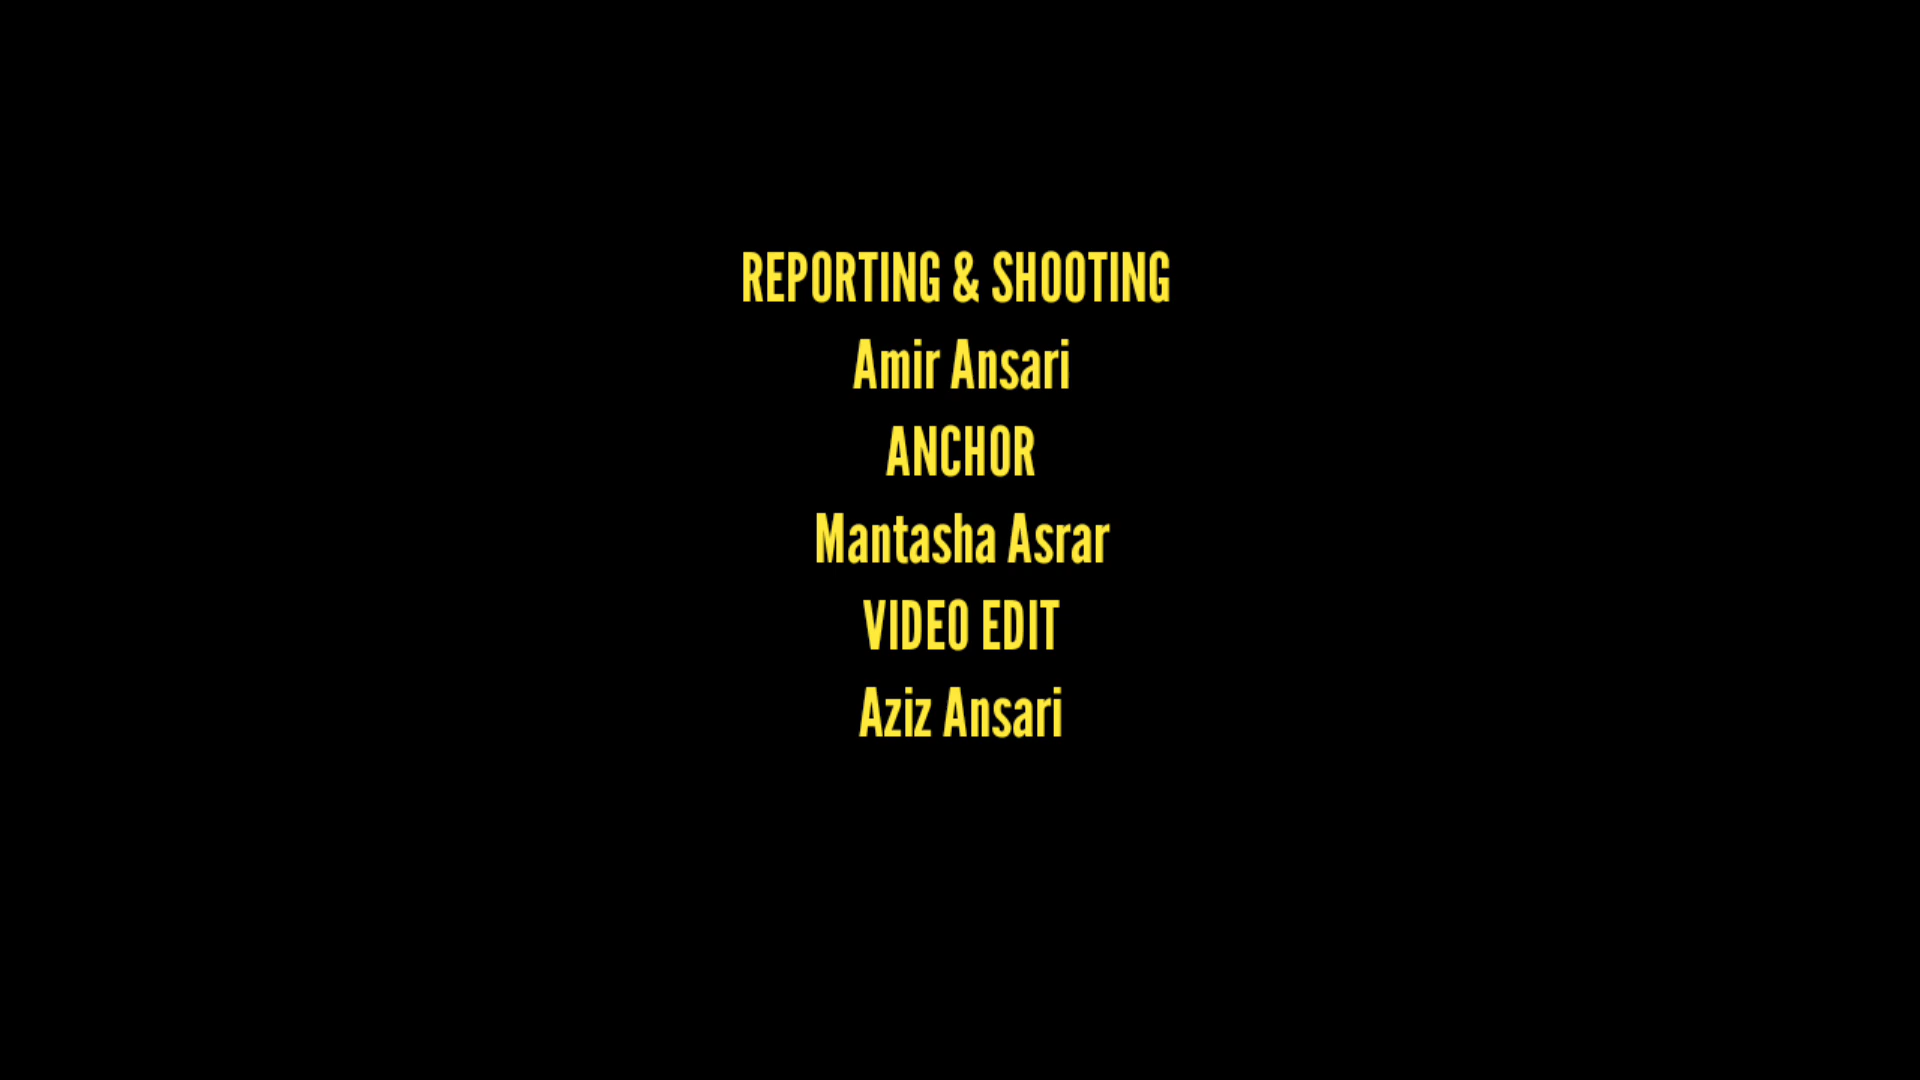 REPORTING & SHOOTING
Amir Ansari
ANCHOR
Mantasha Asrar
VIDEO EDIT
Aziz Ansari